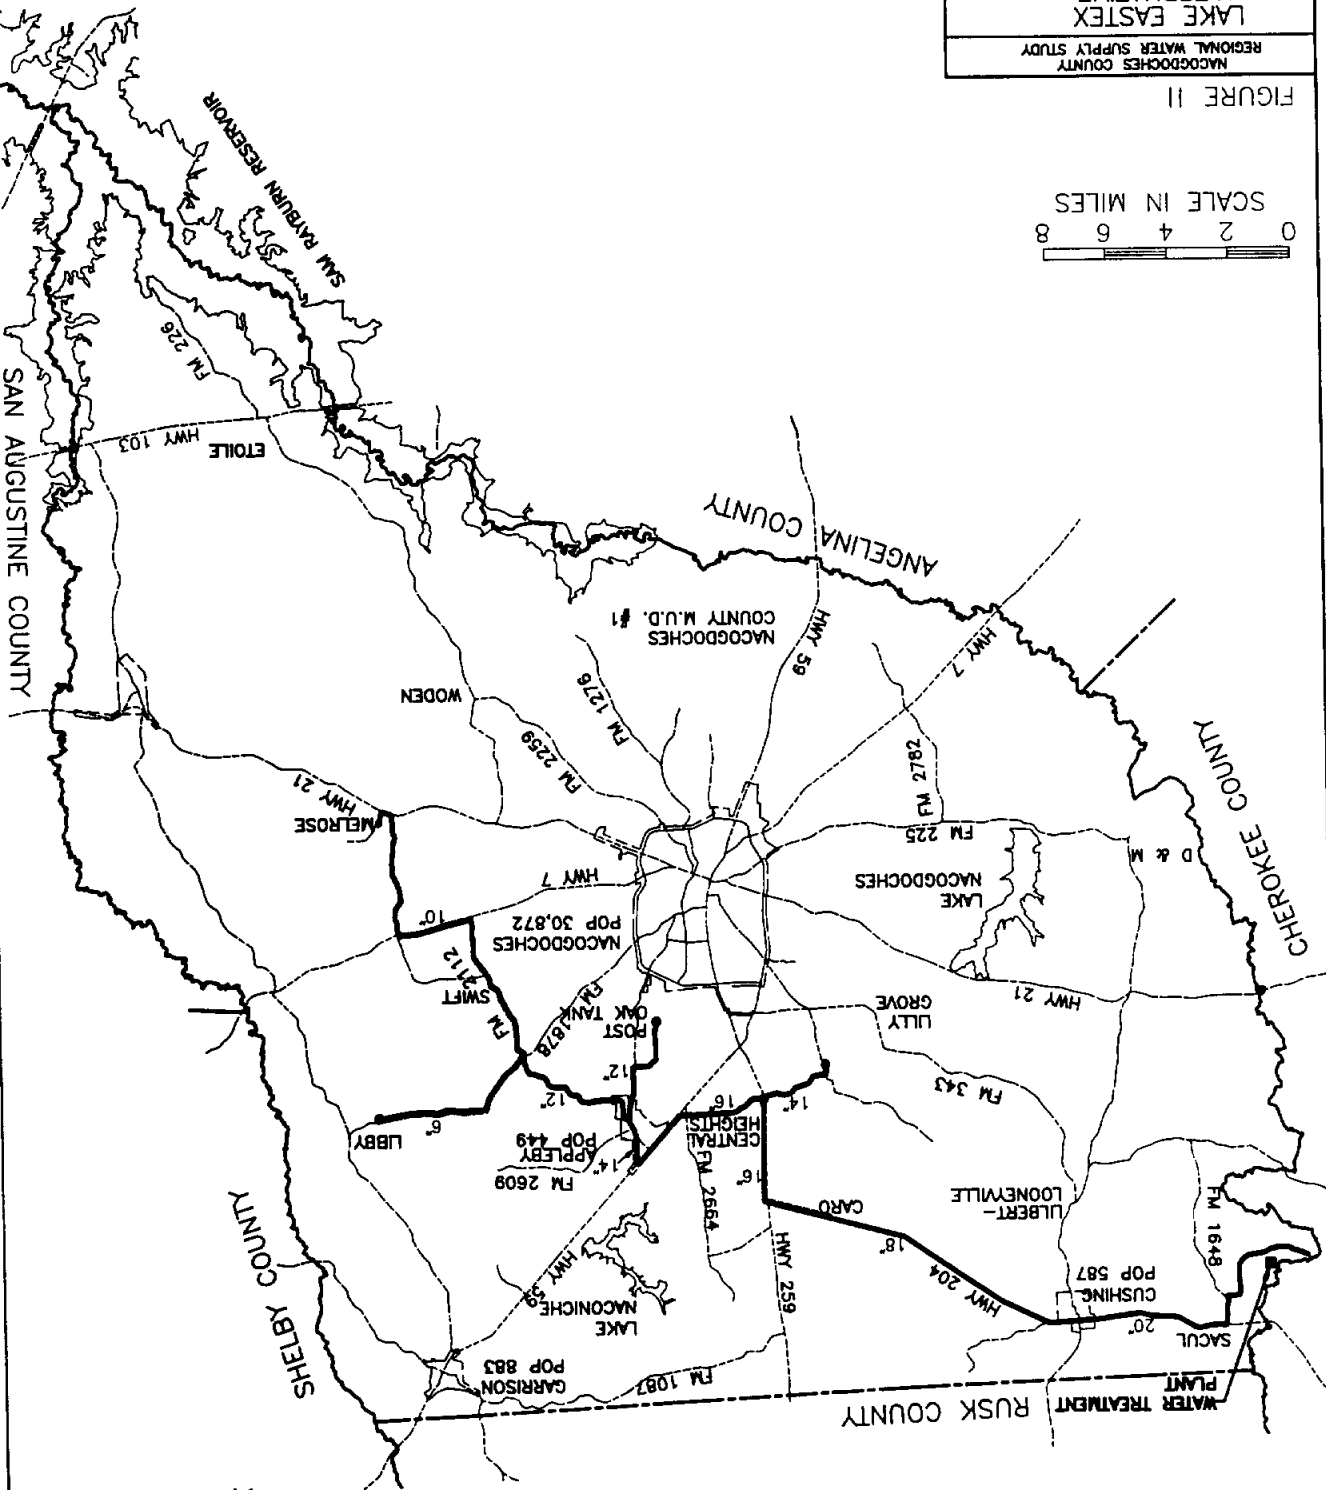 RUSK COUNTY
WATER TREATMENT
PLANT
SACUL
20"
CUSHING
POP 587
FM 1648
LILBERT-
LOONEYVILLE
HWY 204
18"
CARO
HWY 259
FM 1087
GARRISON
POP 883
LAKE
NACONICHE
HWY 59
SHELBY COUNTY
FM 2609
FM 2664
16"
14"
APPLEBY
POP 449
CENTRAL
HEIGHTS
14"
16"
12"
6"
LIBBY
FM 343
12"
POST
OAK TANK
FM 1878
FM 2112
SWIFT
LILLY
GROVE
HWY 21
CHEROKEE COUNTY
NACOGDOCHES
POP 30,872
10"
HWY 7
LAKE
NACOGDOCHES
D & M
FM 225
FM 2782
MELROSE
HWY 21
FM 2259
FM 1276
WODEN
HWY 7
HWY 59
NACOGDOCHES
COUNTY M.U.D. #1
SAN AUGUSTINE COUNTY
ANGELINA COUNTY
ETOILE
HWY 103
FM 226
SAM RAYBURN RESERVOIR
0 2 4 6 8
SCALE IN MILES
FIGURE 11
NACOGDOCHES COUNTY
REGIONAL WATER SUPPLY STUDY
LAKE EASTEX